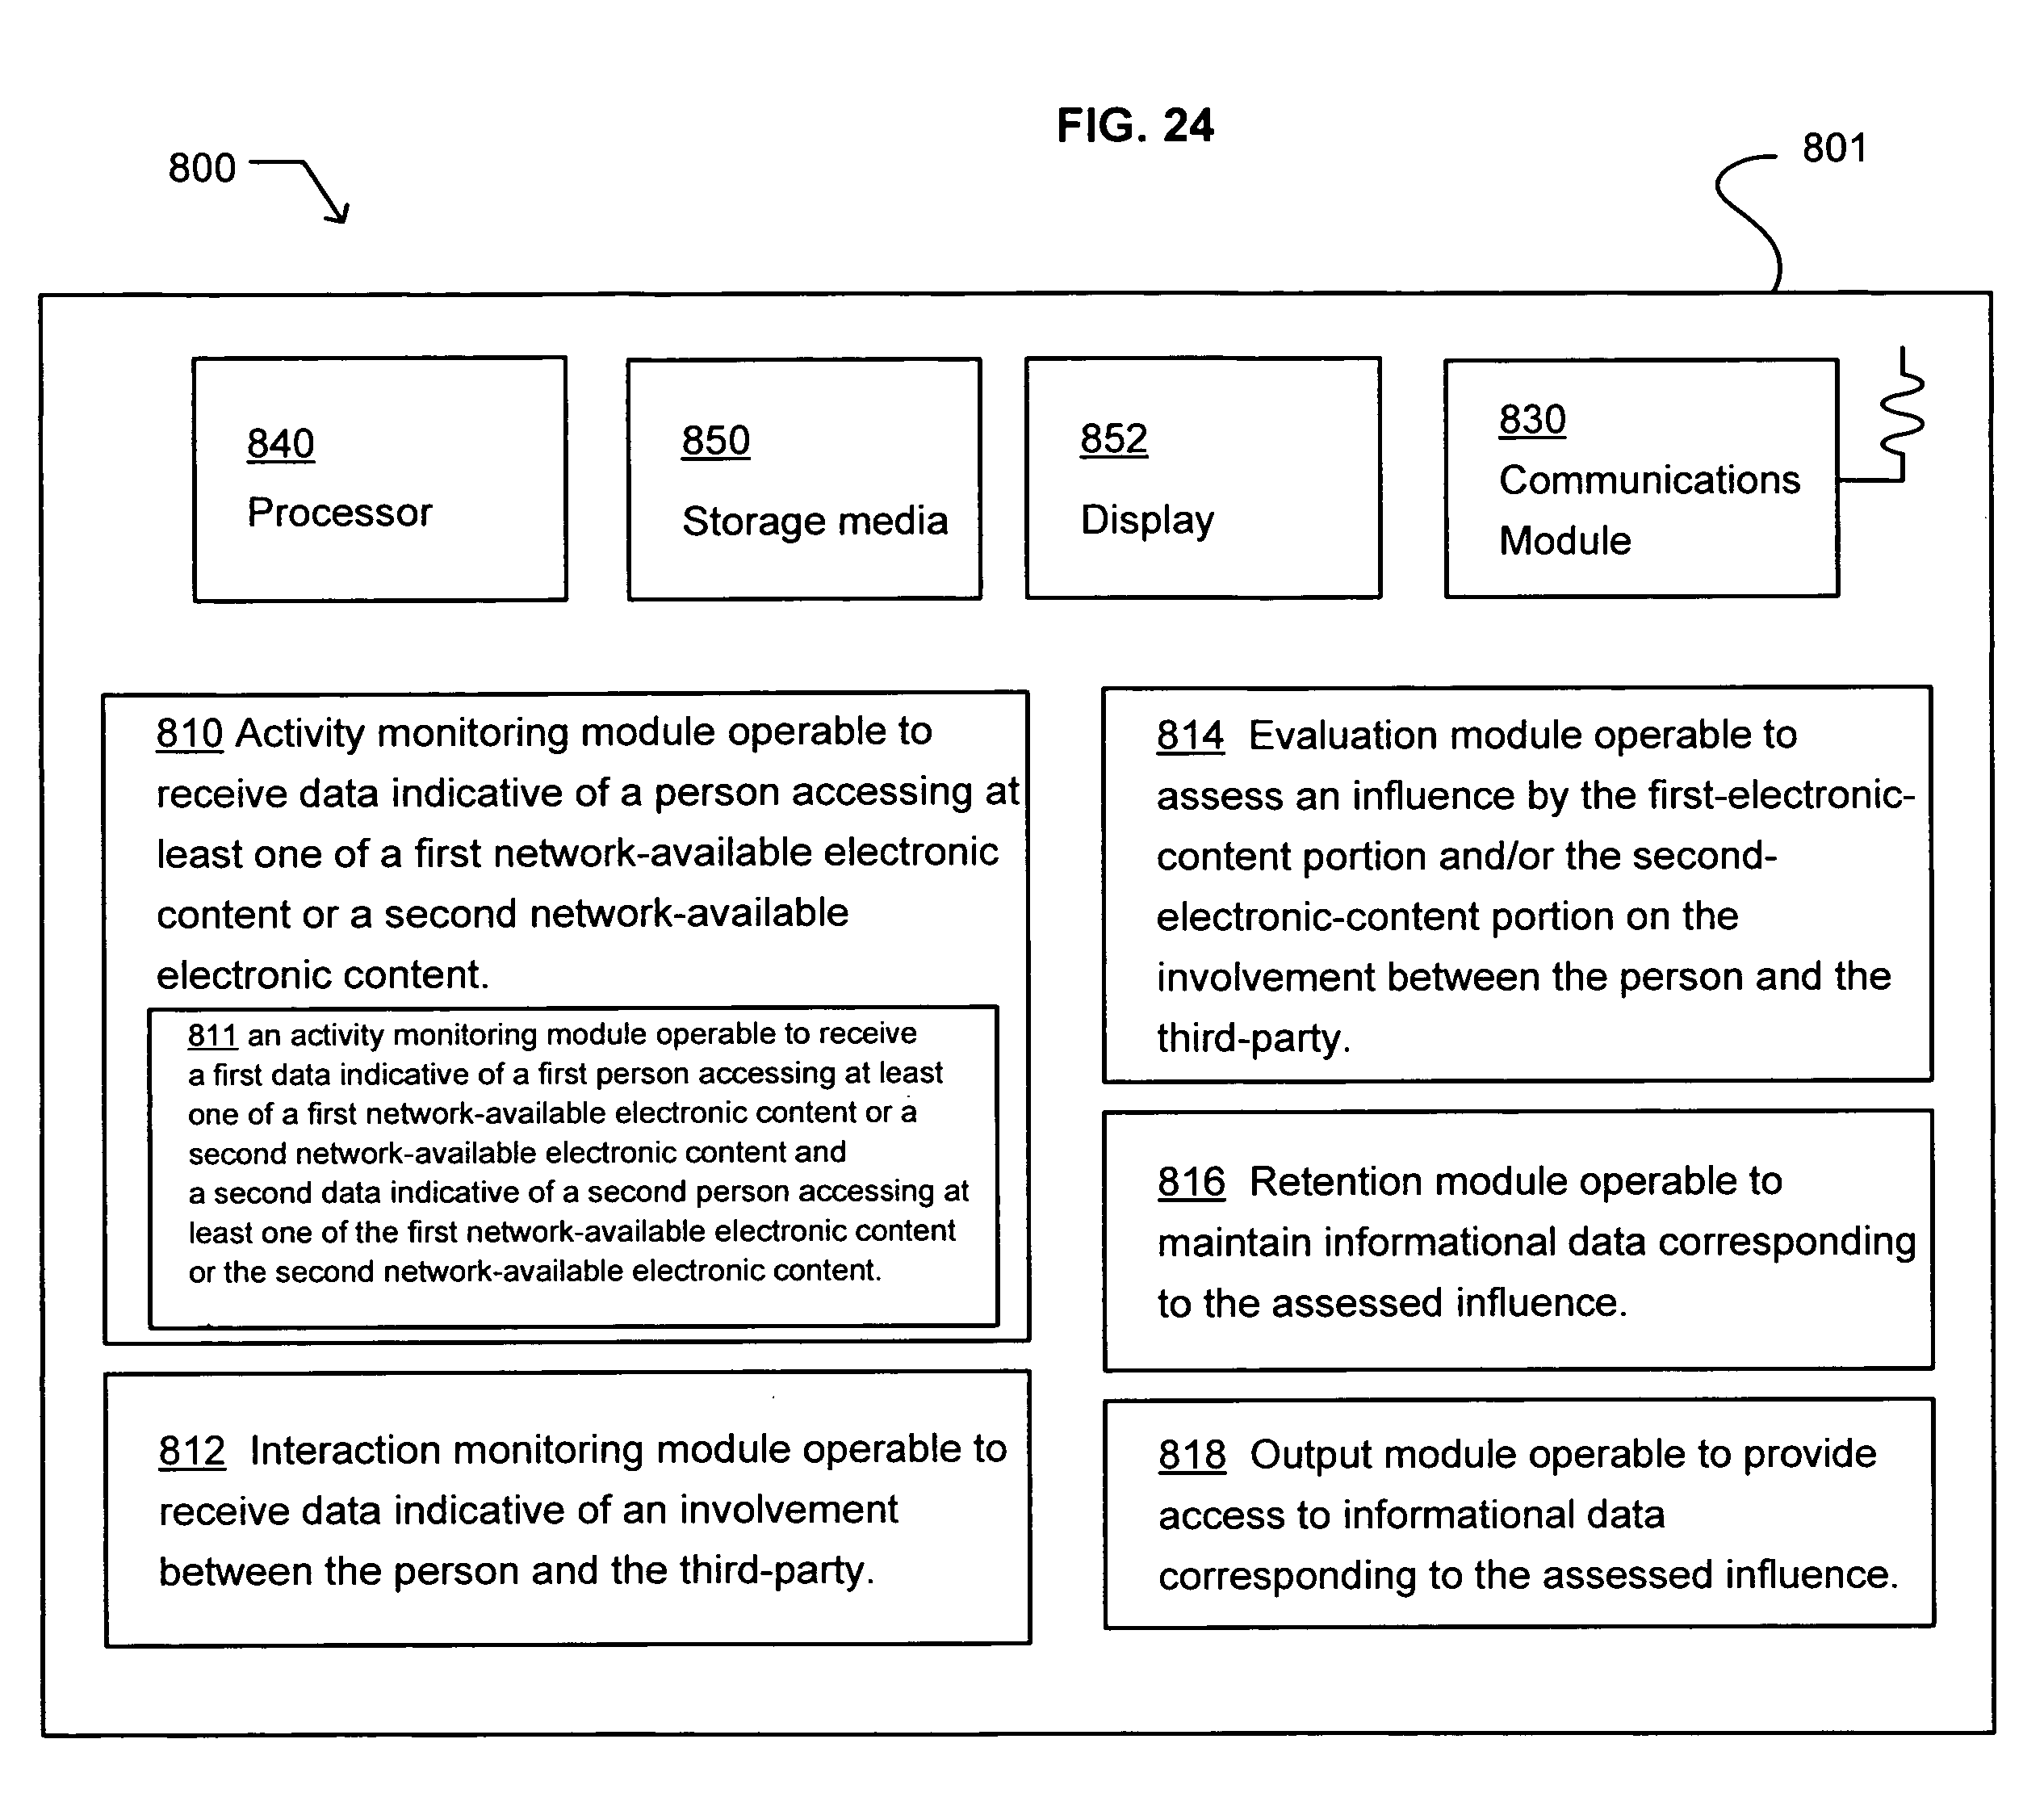 FIG. 24
800
801
840
Processor
850
Storage media
852
Display
830
Communications
Module
810 Activity monitoring module operable to
receive data indicative of a person accessing at
least one of a first network-available electronic
content or a second network-available
electronic content.
811 an activity monitoring module operable to receive
a first data indicative of a first person accessing at least
one of a first network-available electronic content or a
second network-available electronic content and
a second data indicative of a second person accessing at
least one of the first network-available electronic content
or the second network-available electronic content.
812 Interaction monitoring module operable to
receive data indicative of an involvement
between the person and the third-party.
814 Evaluation module operable to
assess an influence by the first-electronic-
content portion and/or the second-
electronic-content portion on the
involvement between the person and the
third-party.
816 Retention module operable to
maintain informational data corresponding
to the assessed influence.
818 Output module operable to provide
access to informational data
corresponding to the assessed influence.